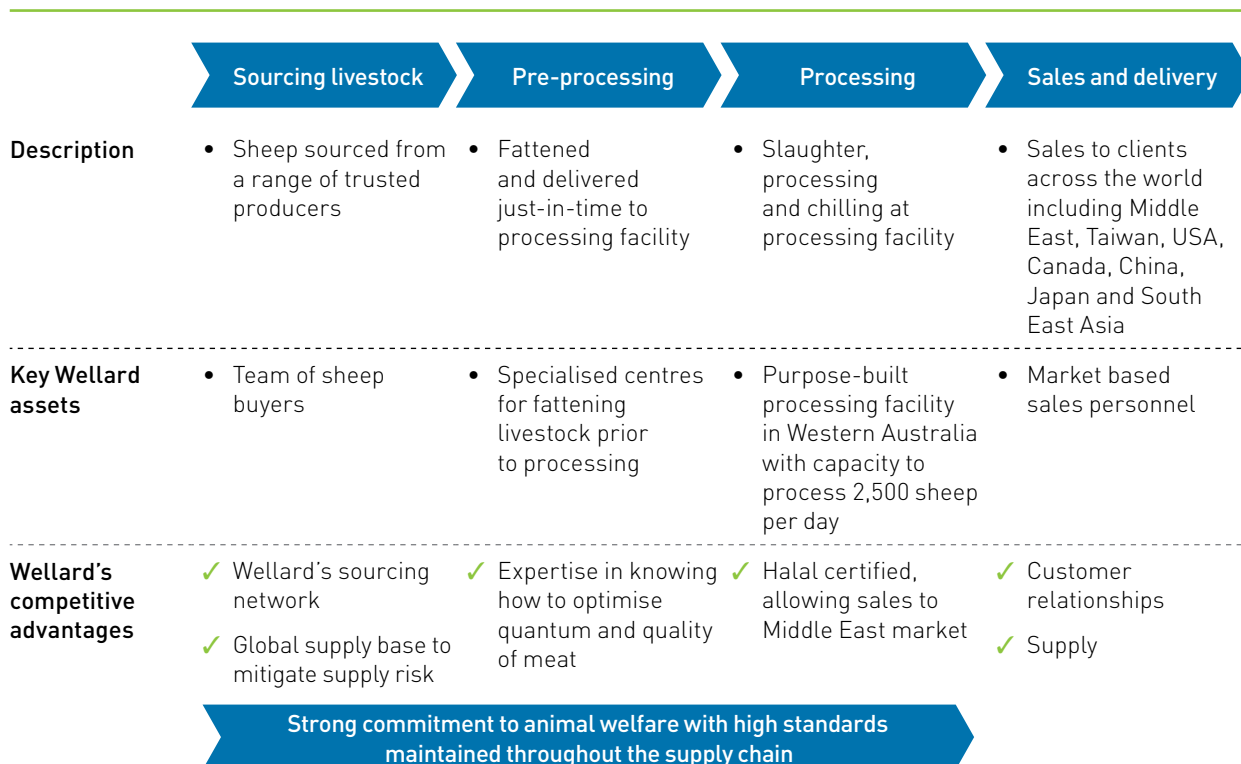 Sourcing livestock
Pre-processing
Processing
Sales and delivery
Description
• Sheep sourced from
a range of trusted
producers
• Fattened
and delivered
just-in-time to
processing facility
• Slaughter,
processing
and chilling at
processing facility
• Sales to clients
across the world
including Middle
East, Taiwan, USA,
Canada, China,
Japan and South
East Asia
Key Wellard
assets
• Team of sheep
buyers
• Specialised centres
for fattening
livestock prior
to processing
• Purpose-built
processing facility
in Western Australia
with capacity to
process 2,500 sheep
per day
• Market based
sales personnel
Wellard's
competitive
advantages
✓ Wellard's sourcing
network
✓ Global supply base to
mitigate supply risk
✓ Expertise in knowing
how to optimise
quantum and quality
of meat
✓ Halal certified,
allowing sales to
Middle East market
✓ Customer
relationships
✓ Supply
Strong commitment to animal welfare with high standards
maintained throughout the supply chain